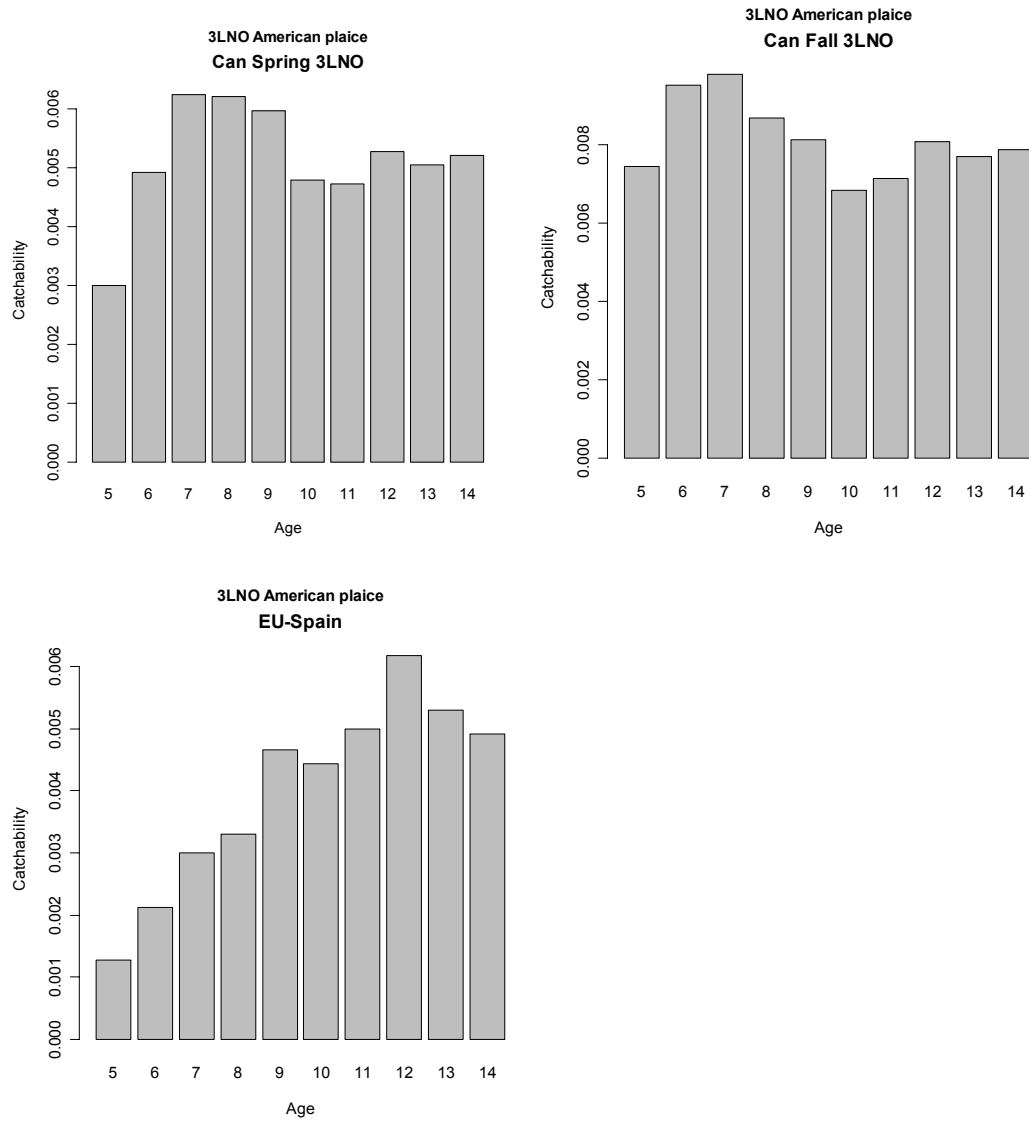 3LNO American plaice
Can Spring 3LNO
Catchability
0.006
0.005
0.004
0.003
0.002
0.001
0.000
5 6 7 8 9 10 11 12 13 14
Age
3LNO American plaice
Can Fall 3LNO
Catchability
0.008
0.006
0.004
0.002
0.000
5 6 7 8 9 10 11 12 13 14
Age
3LNO American plaice
EU-Spain
Catchability
0.006
0.005
0.004
0.003
0.002
0.001
0.000
5 6 7 8 9 10 11 12 13 14
Age